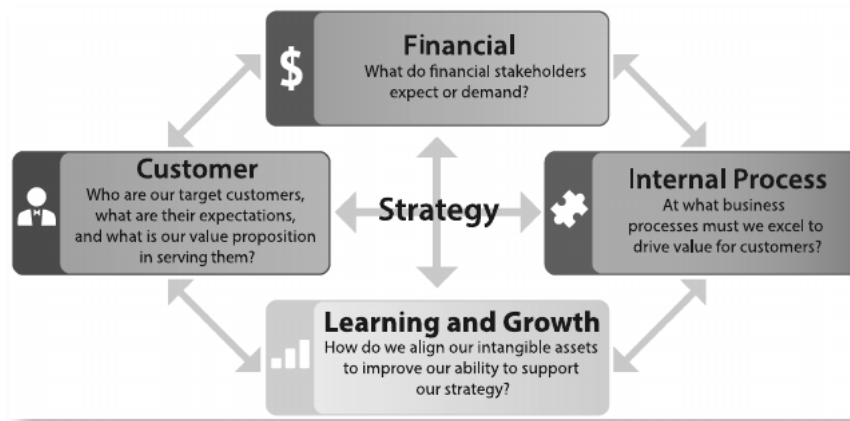 $
Financial
What do financial stakeholders
expect or demand?
Customer
Who are our target customers,
what are their expectations,
and what is our value proposition
in serving them?
Strategy
Internal Process
At what business
processes must we excel to
drive value for customers?
Learning and Growth
How do we align our intangible assets
to improve our ability to support
our strategy?